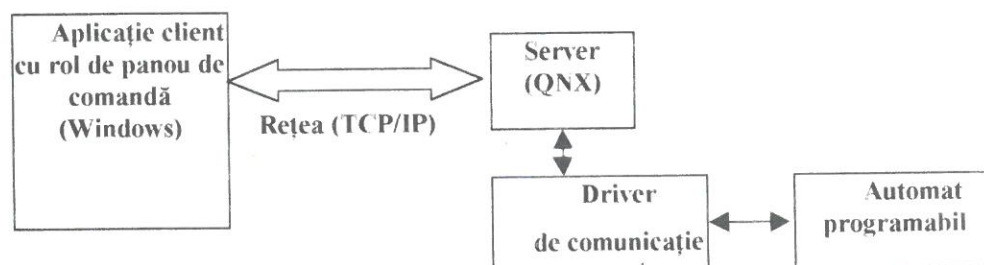 Aplicație client
cu rol de panou de
comandă
(Windows)
Rețea (TCP/IP)
Server
(QNX)
Driver
de comunicație
Automat
programabil